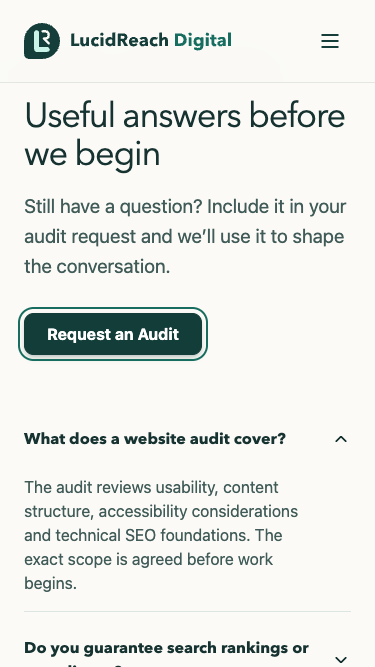 LR LucidReach Digital
Useful answers before
we begin
Still have a question? Include it in your
audit request and we’ll use it to shape
the conversation.
Request an Audit
What does a website audit cover?
The audit reviews usability, content
structure, accessibility considerations
and technical SEO foundations. The
exact scope is agreed before work
begins.
Do you guarantee search rankings or